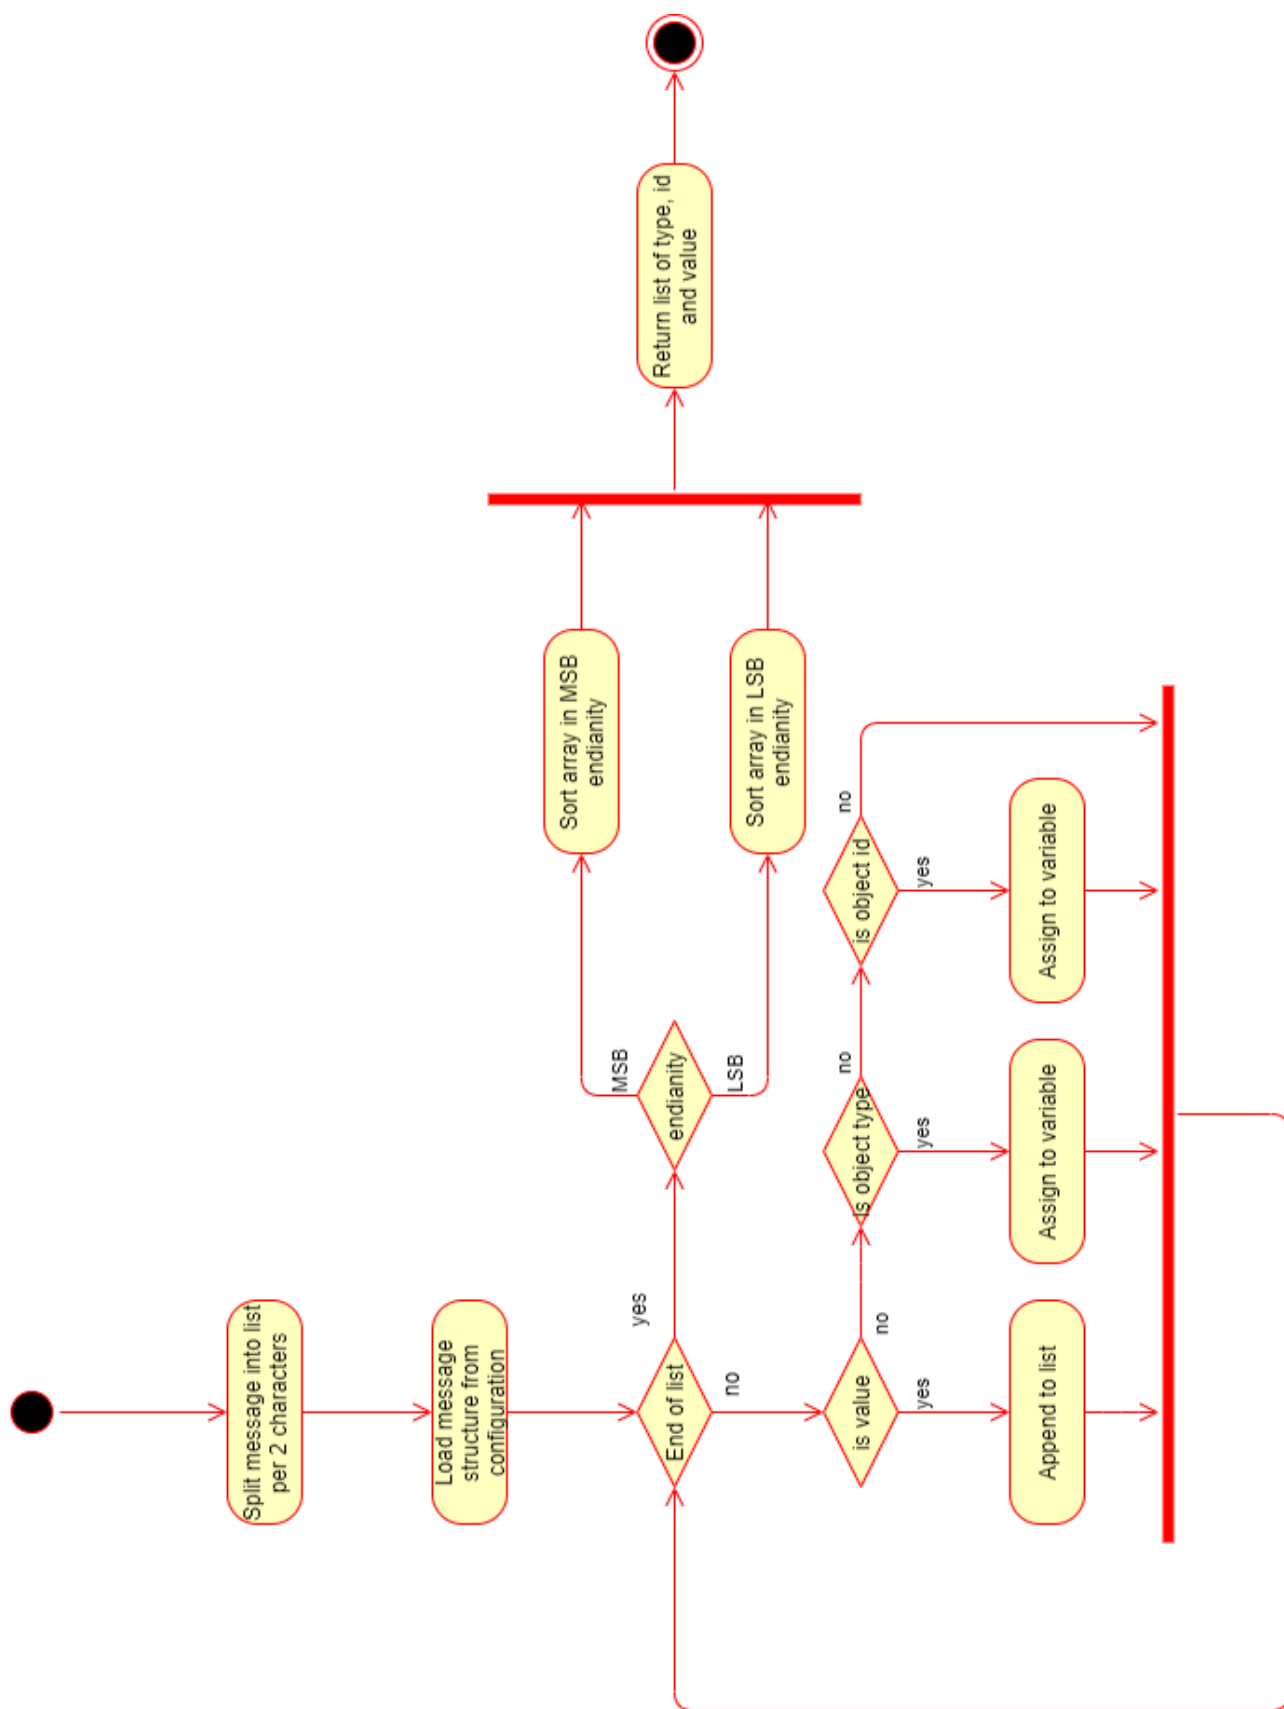 Split message into list
per 2 characters
Load message
structure from
configuration
End of list
yes
no
endianity
MSB
LSB
Sort array in MSB
endianity
Sort array in LSB
endianity
Return list of type, id
and value
is value
yes
no
Append to list
is object type
yes
no
Assign to variable
is object id
yes
no
Assign to variable